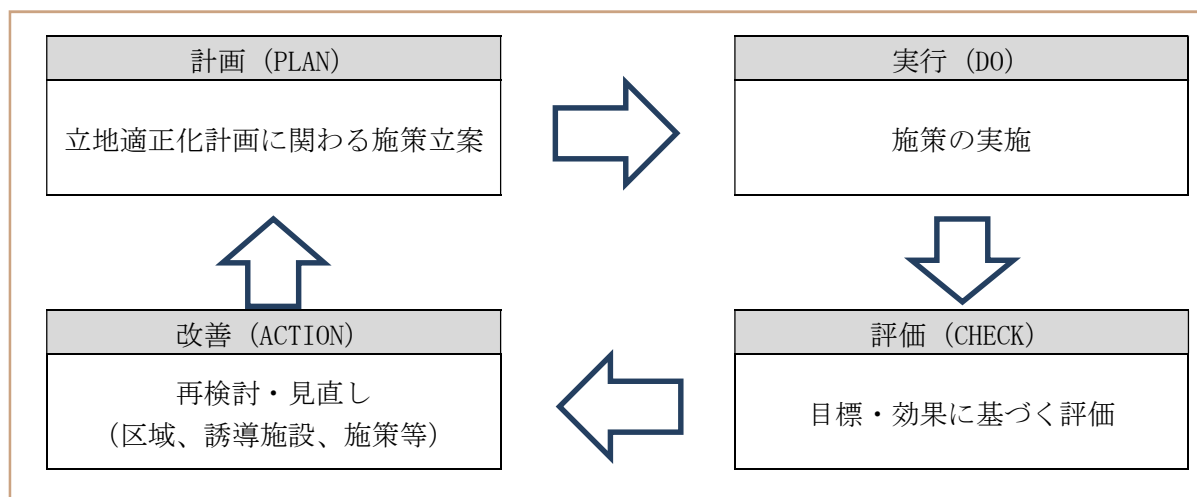 計画 (PLAN)
立地適正化計画に関わる施策立案
実行 (DO)
施策の実施
評価 (CHECK)
目標・効果に基づく評価
改善 (ACTION)
再検討・見直し
（区域、誘導施設、施策等）